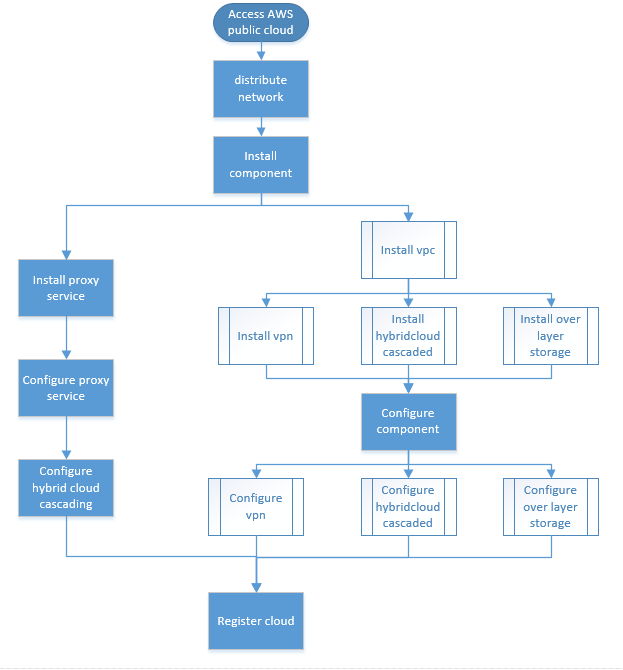 Access AWS
public cloud
distribute
network
Install
component
Install vpc
Install proxy
service
Install vpn
Install
hybridcloud
cascaded
Install over
layer
storage
Configure proxy
service
Configure
component
Configure
hybrid cloud
cascading
Configure
vpn
Configure
hybridcloud
cascaded
Configure
over layer
storage
Register cloud